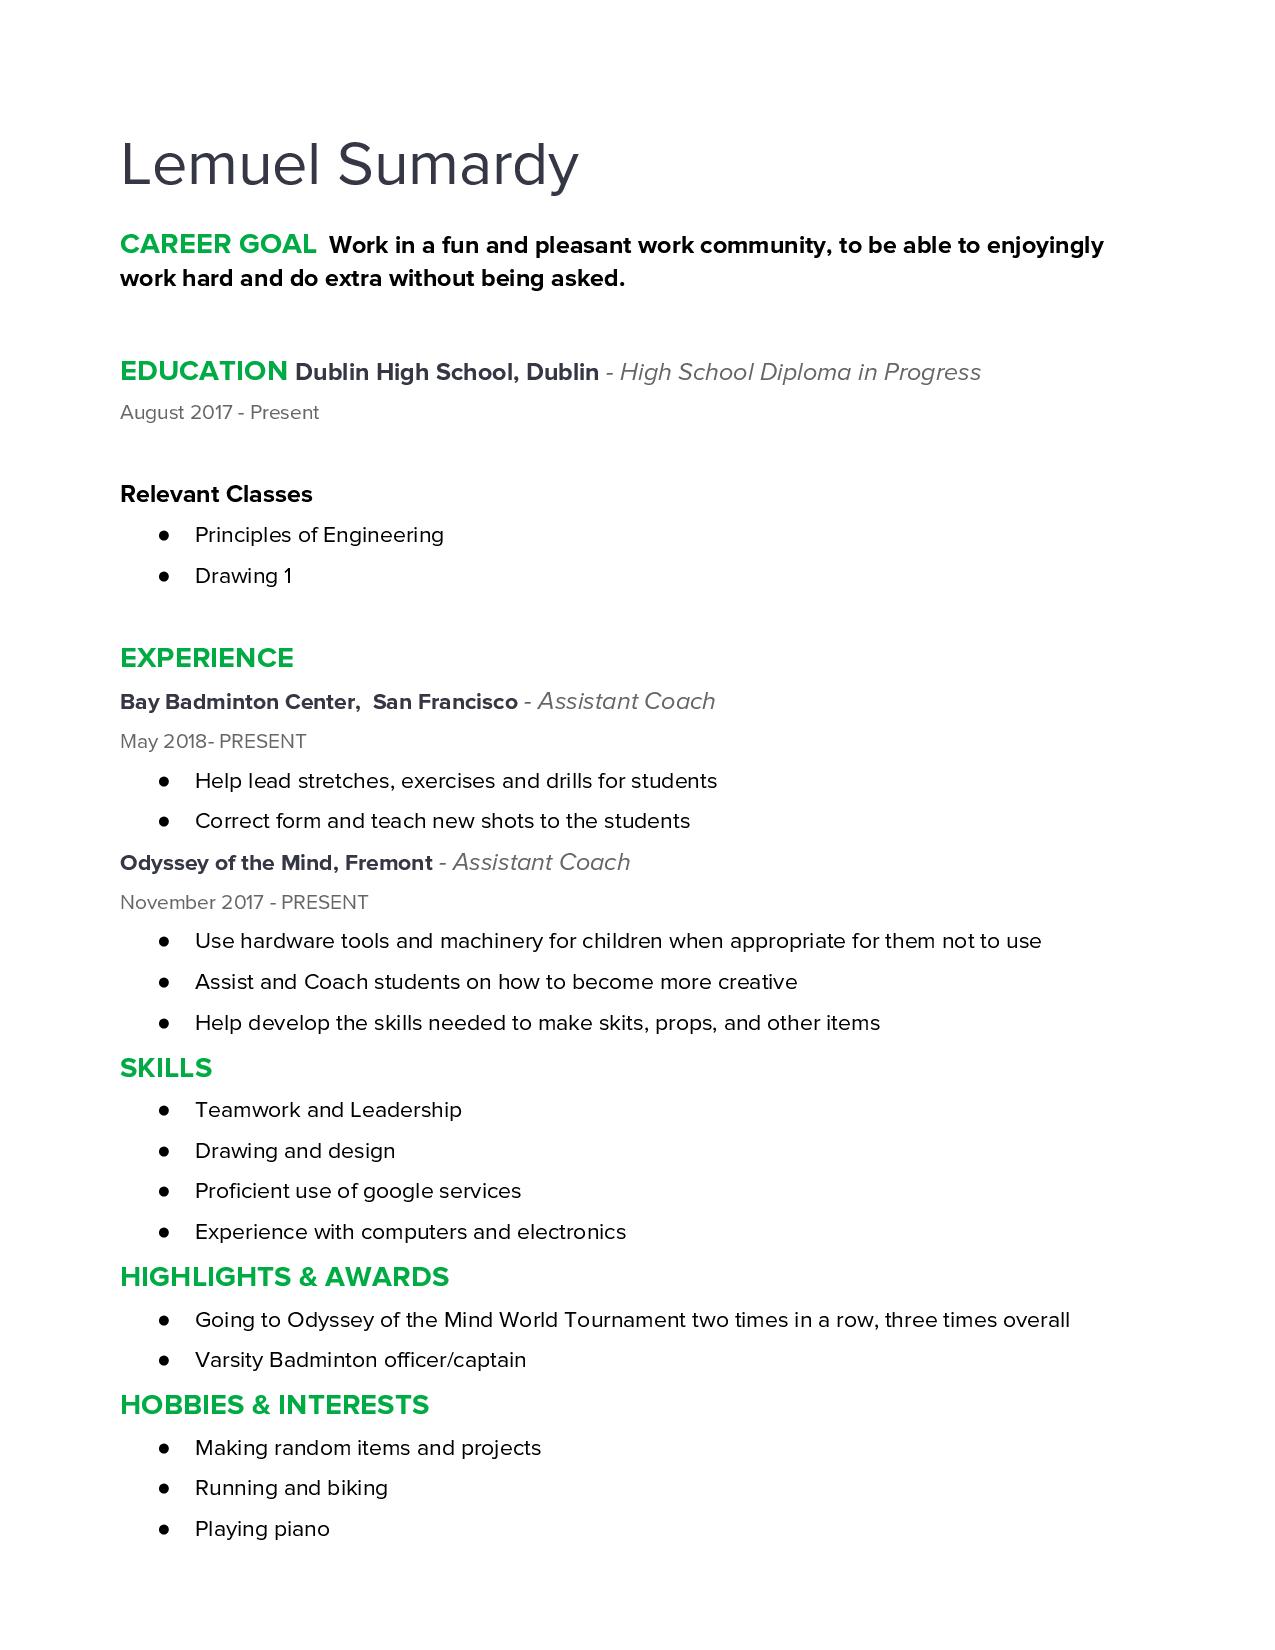 Lemuel Sumardy
CAREER GOAL  Work in a fun and pleasant work community, to be able to enjoyingly
work hard and do extra without being asked.
EDUCATION Dublin High School, Dublin - High School Diploma in Progress
August 2017 - Present
Relevant Classes
● Principles of Engineering
● Drawing 1
EXPERIENCE
Bay Badminton Center,  San Francisco - Assistant Coach
May 2018- PRESENT
● Help lead stretches, exercises and drills for students
● Correct form and teach new shots to the students
Odyssey of the Mind, Fremont - Assistant Coach
November 2017 - PRESENT
● Use hardware tools and machinery for children when appropriate for them not to use
● Assist and Coach students on how to become more creative
● Help develop the skills needed to make skits, props, and other items
SKILLS
● Teamwork and Leadership
● Drawing and design
● Proficient use of google services
● Experience with computers and electronics
HIGHLIGHTS & AWARDS
● Going to Odyssey of the Mind World Tournament two times in a row, three times overall
● Varsity Badminton officer/captain
HOBBIES & INTERESTS
● Making random items and projects
● Running and biking
● Playing piano